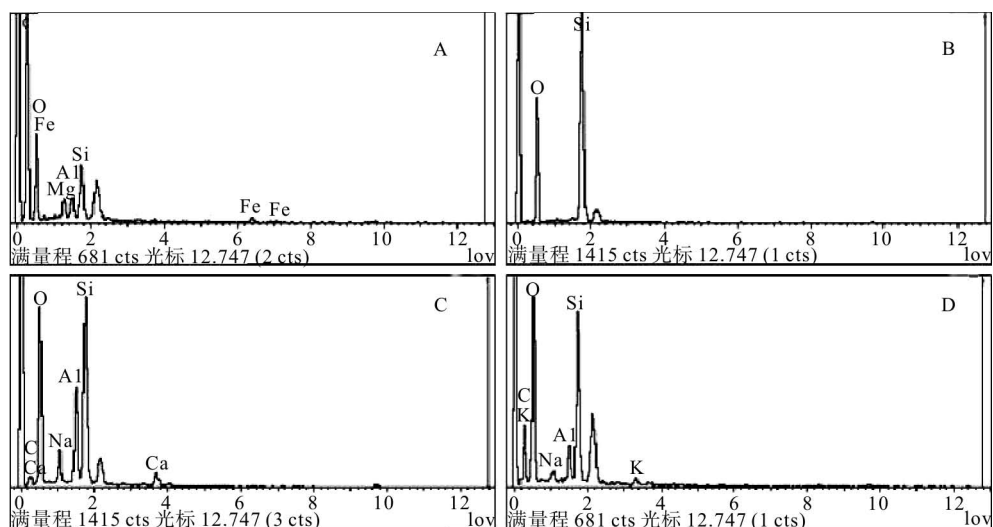 A
C
O
Fe
Al
Mg
Si
Fe Fe
0 2 4 6 8 10 12
满量程 681 cts 光标 12.747 (2 cts) lov
B
Si
O
0 2 4 6 8 10 12
满量程 1415 cts 光标 12.747 (1 cts) lov
C
Si
O
Al
Na
C
Ca
Ca
0 2 4 6 8 10 12
满量程 1415 cts 光标 12.747 (3 cts) lov
D
O
Si
C
K
Al
Na
K
0 2 4 6 8 10 12
满量程 681 cts 光标 12.747 (1 cts) lov